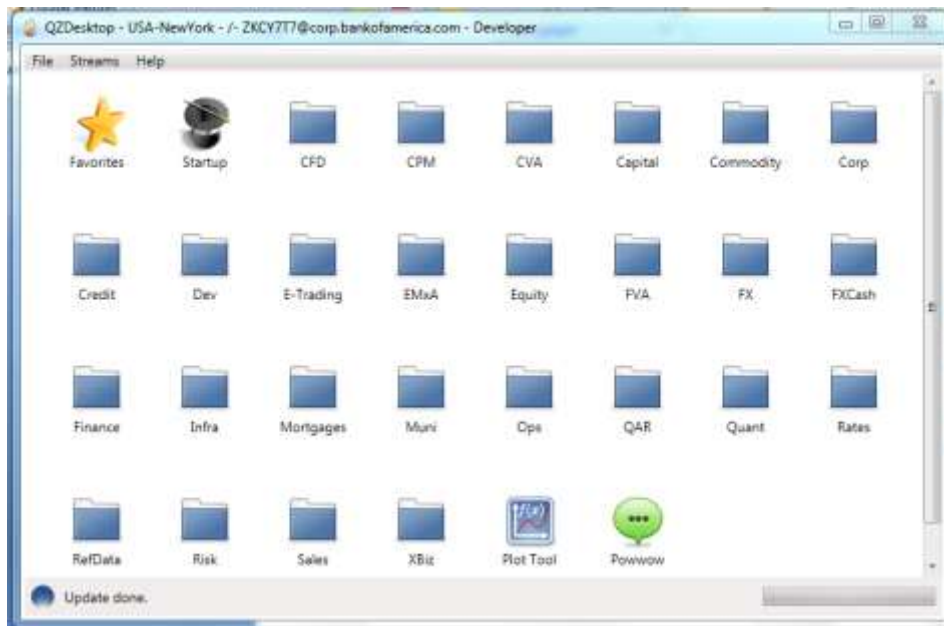 QZDesktop - USA-NewYork - /- ZKCY7T7@corp.bankofamerica.com - Developer
File Streams Help
Favorites Startup CFD CPM CVA Capital Commodity Corp
Credit Dev E-Trading EMxA Equity FVA FX FXCash
Finance Infra Mortgages Muni Ops QAR Quant Rates
f(x)
RefData Risk Sales XBiz Plot Tool Powwow
Update done.